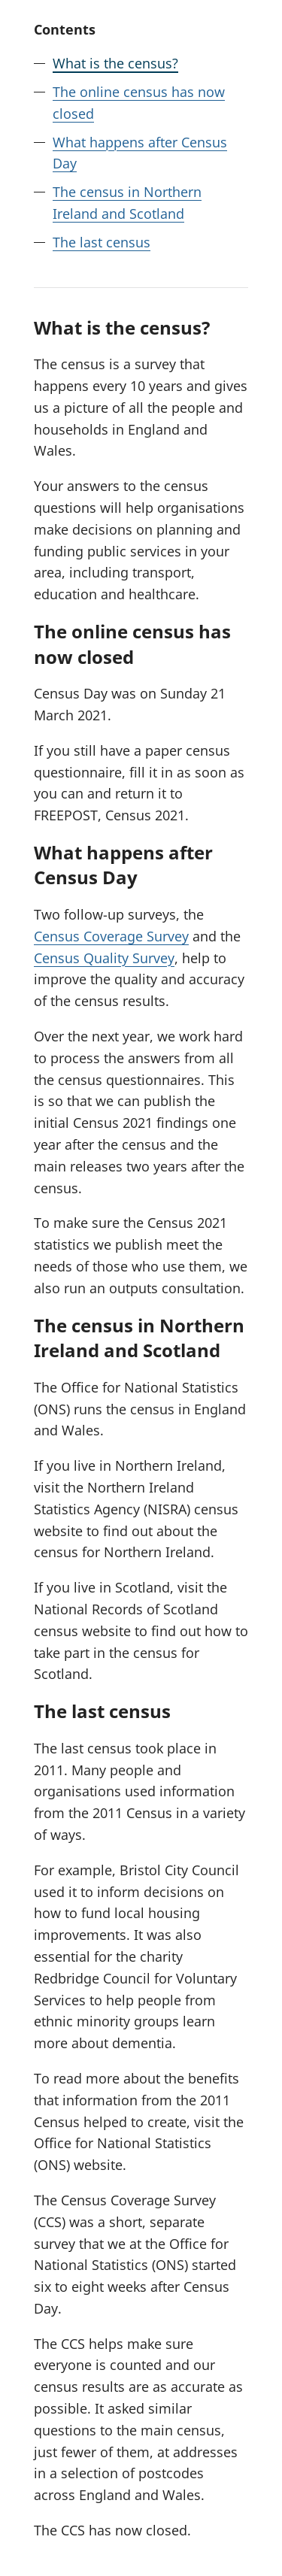 Contents
— What is the census?
— The online census has now
closed
— What happens after Census
Day
— The census in Northern
Ireland and Scotland
— The last census
What is the census?
The census is a survey that
happens every 10 years and gives
us a picture of all the people and
households in England and
Wales.
Your answers to the census
questions will help organisations
make decisions on planning and
funding public services in your
area, including transport,
education and healthcare.
The online census has
now closed
Census Day was on Sunday 21
March 2021.
If you still have a paper census
questionnaire, fill it in as soon as
you can and return it to
FREEPOST, Census 2021.
What happens after
Census Day
Two follow-up surveys, the
Census Coverage Survey and the
Census Quality Survey, help to
improve the quality and accuracy
of the census results.
Over the next year, we work hard
to process the answers from all
the census questionnaires. This
is so that we can publish the
initial Census 2021 findings one
year after the census and the
main releases two years after the
census.
To make sure the Census 2021
statistics we publish meet the
needs of those who use them, we
also run an outputs consultation.
The census in Northern
Ireland and Scotland
The Office for National Statistics
(ONS) runs the census in England
and Wales.
If you live in Northern Ireland,
visit the Northern Ireland
Statistics Agency (NISRA) census
website to find out about the
census for Northern Ireland.
If you live in Scotland, visit the
National Records of Scotland
census website to find out how to
take part in the census for
Scotland.
The last census
The last census took place in
2011. Many people and
organisations used information
from the 2011 Census in a variety
of ways.
For example, Bristol City Council
used it to inform decisions on
how to fund local housing
improvements. It was also
essential for the charity
Redbridge Council for Voluntary
Services to help people from
ethnic minority groups learn
more about dementia.
To read more about the benefits
that information from the 2011
Census helped to create, visit the
Office for National Statistics
(ONS) website.
The Census Coverage Survey
(CCS) was a short, separate
survey that we at the Office for
National Statistics (ONS) started
six to eight weeks after Census
Day.
The CCS helps make sure
everyone is counted and our
census results are as accurate as
possible. It asked similar
questions to the main census,
just fewer of them, at addresses
in a selection of postcodes
across England and Wales.
The CCS has now closed.